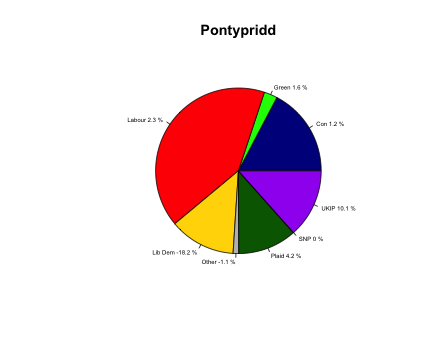 Pontypridd
Green 1.6 %
Labour 2.3 %
Con 1.2 %
UKIP 10.1 %
SNP 0 %
Lib Dem -18.2 %
Plaid 4.2 %
Other -1.1 %